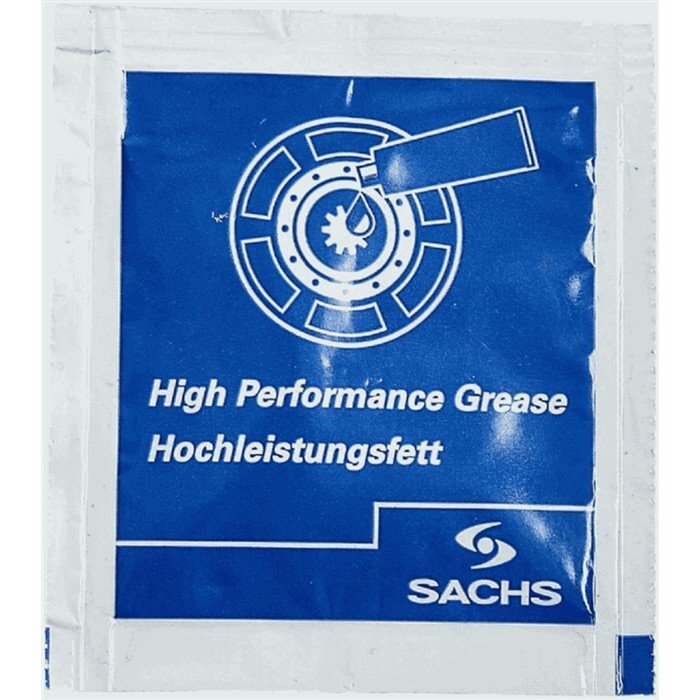 High Performance Grease
Hochleistungsfett
SACHS